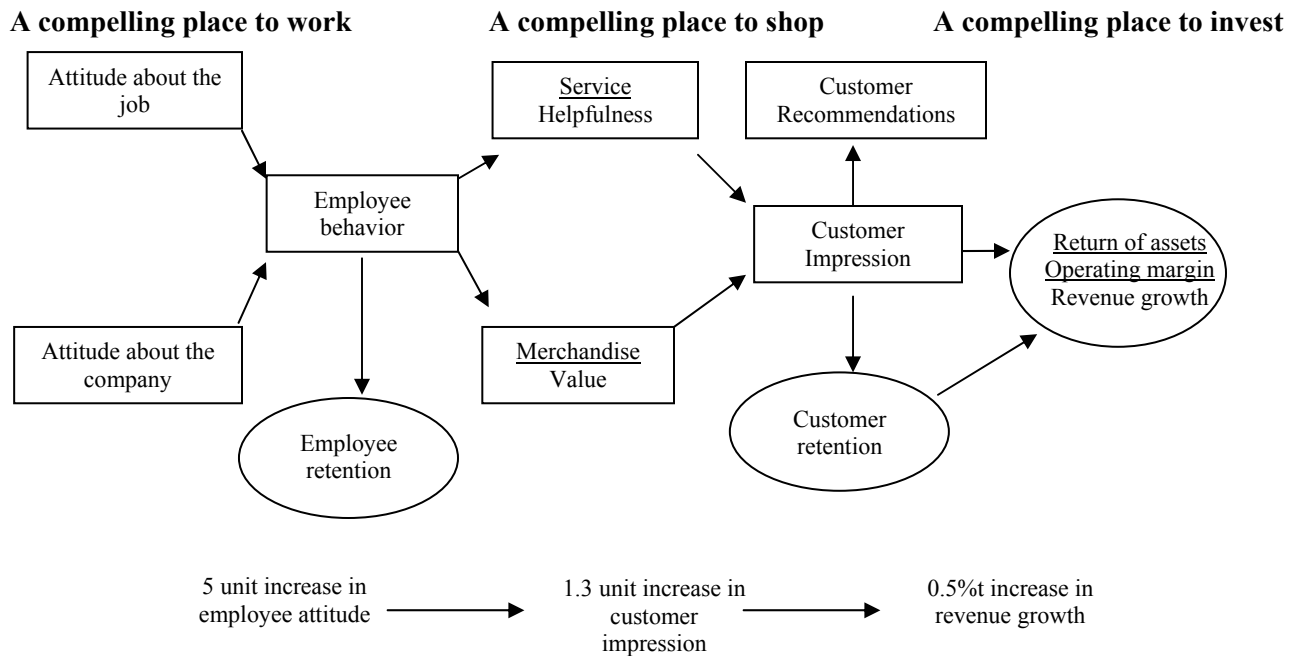 A compelling place to work
A compelling place to shop
A compelling place to invest
Attitude about the
job
Service
Helpfulness
Customer
Recommendations
Employee
behavior
Customer
Impression
Return of assets
Operating margin
Revenue growth
Attitude about the
company
Merchandise
Value
Employee
retention
Customer
retention
5 unit increase in
employee attitude
1.3 unit increase in
customer
impression
0.5%t increase in
revenue growth